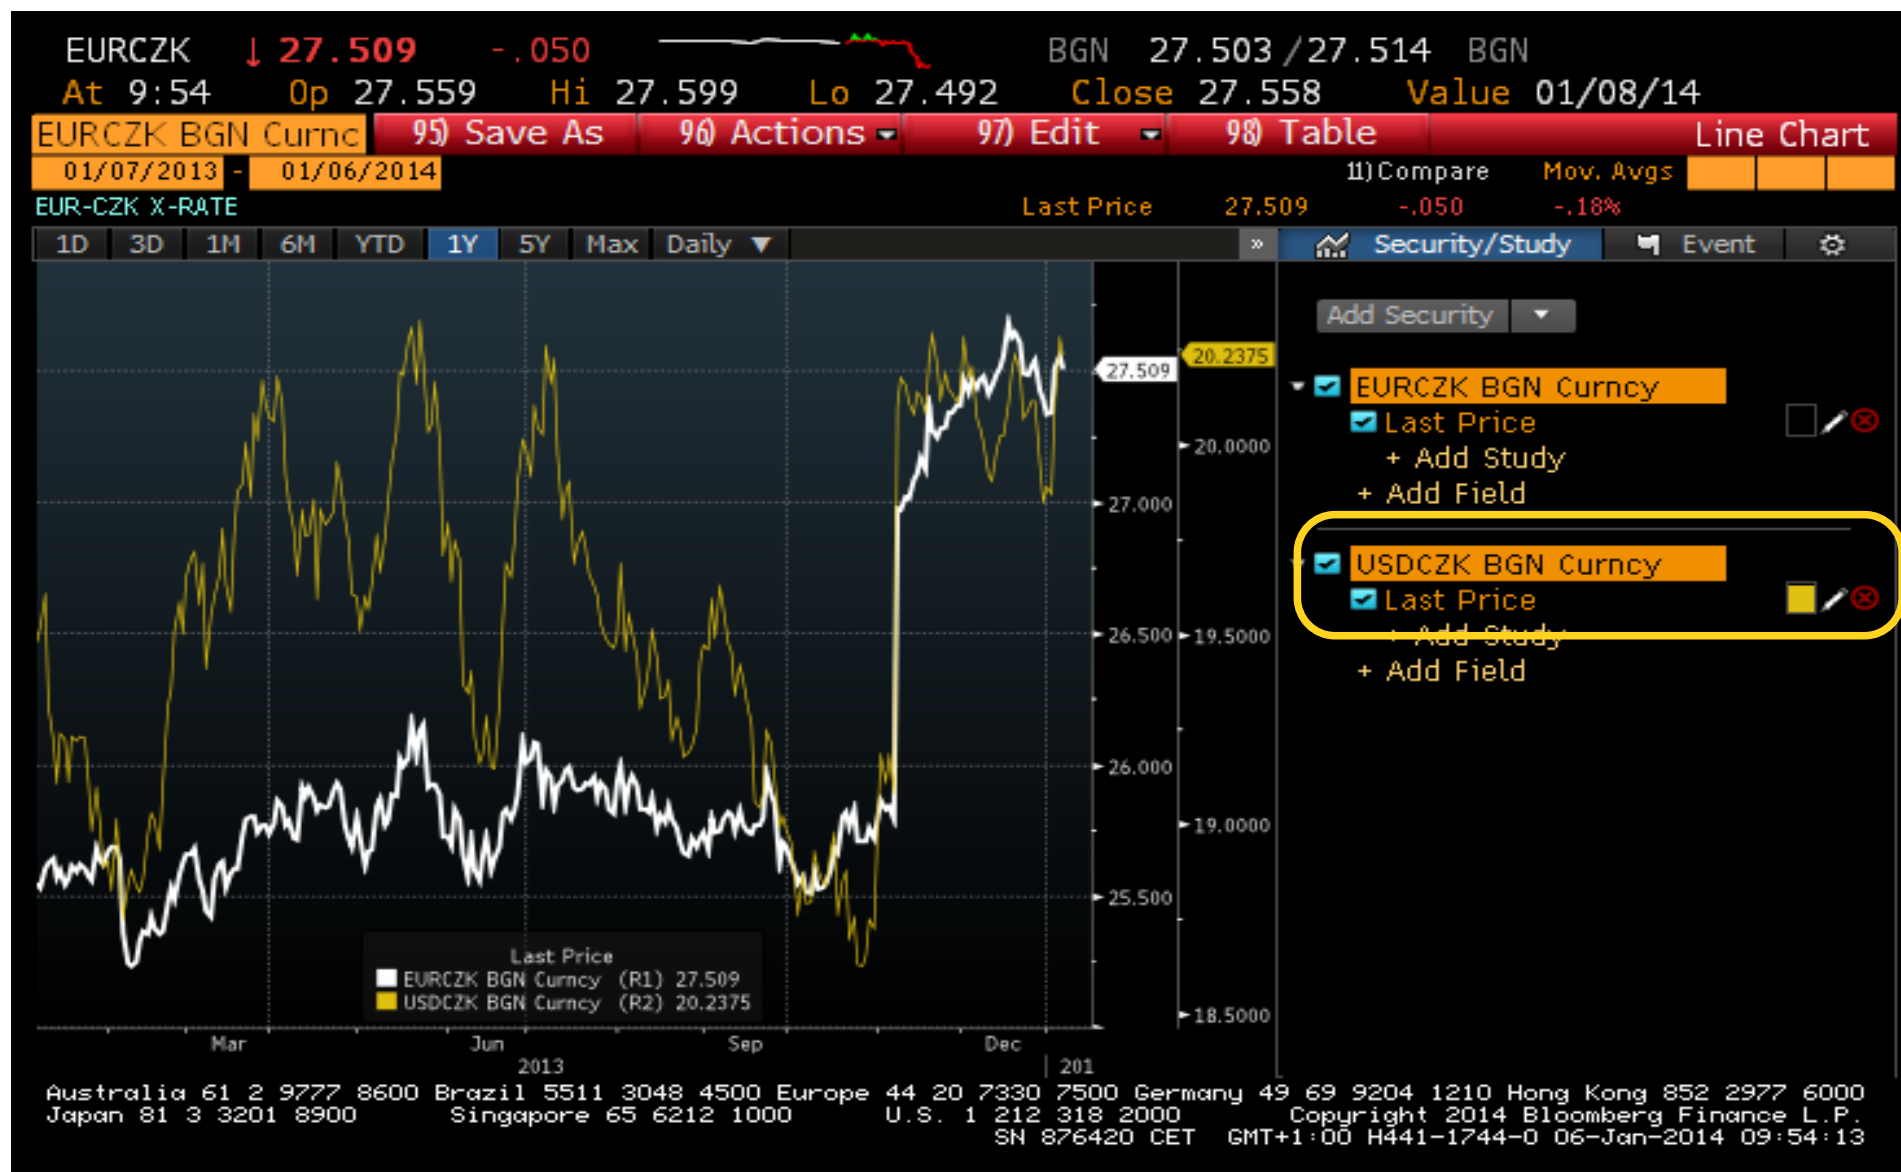 EURCZK ↓ 27.509 -.050 BGN 27.503 /27.514 BGN
At 9:54 Op 27.559 Hi 27.599 Lo 27.492 Close 27.558 Value 01/08/14
EURCZK BGN Curnc 95) Save As 96) Actions 97) Edit 98) Table Line Chart
01/07/2013 - 01/06/2014 11) Compare Mov. Avgs
EUR-CZK X-RATE Last Price 27.509 -.050 -.18%
1D 3D 1M 6M YTD 1Y 5Y Max Daily ▼ » Security/Study Event
Add Security
27.509 20.2375
EURCZK BGN Curncy
Last Price
+ Add Study
+ Add Field
20.0000
27.000
USDCZK BGN Curncy
Last Price
+ Add Study
+ Add Field
26.500 19.5000
26.000
19.0000
25.500
Last Price
EURCZK BGN Curncy (R1) 27.509
USDCZK BGN Curncy (R2) 20.2375
18.5000
Mar Jun Sep Dec
2013 201
Australia 61 2 9777 8600 Brazil 5511 3048 4500 Europe 44 20 7330 7500 Germany 49 69 9204 1210 Hong Kong 852 2977 6000
Japan 81 3 3201 8900 Singapore 65 6212 1000 U.S. 1 212 318 2000 Copyright 2014 Bloomberg Finance L.P.
SN 876420 CET GMT+1:00 H441-1744-0 06-Jan-2014 09:54:13